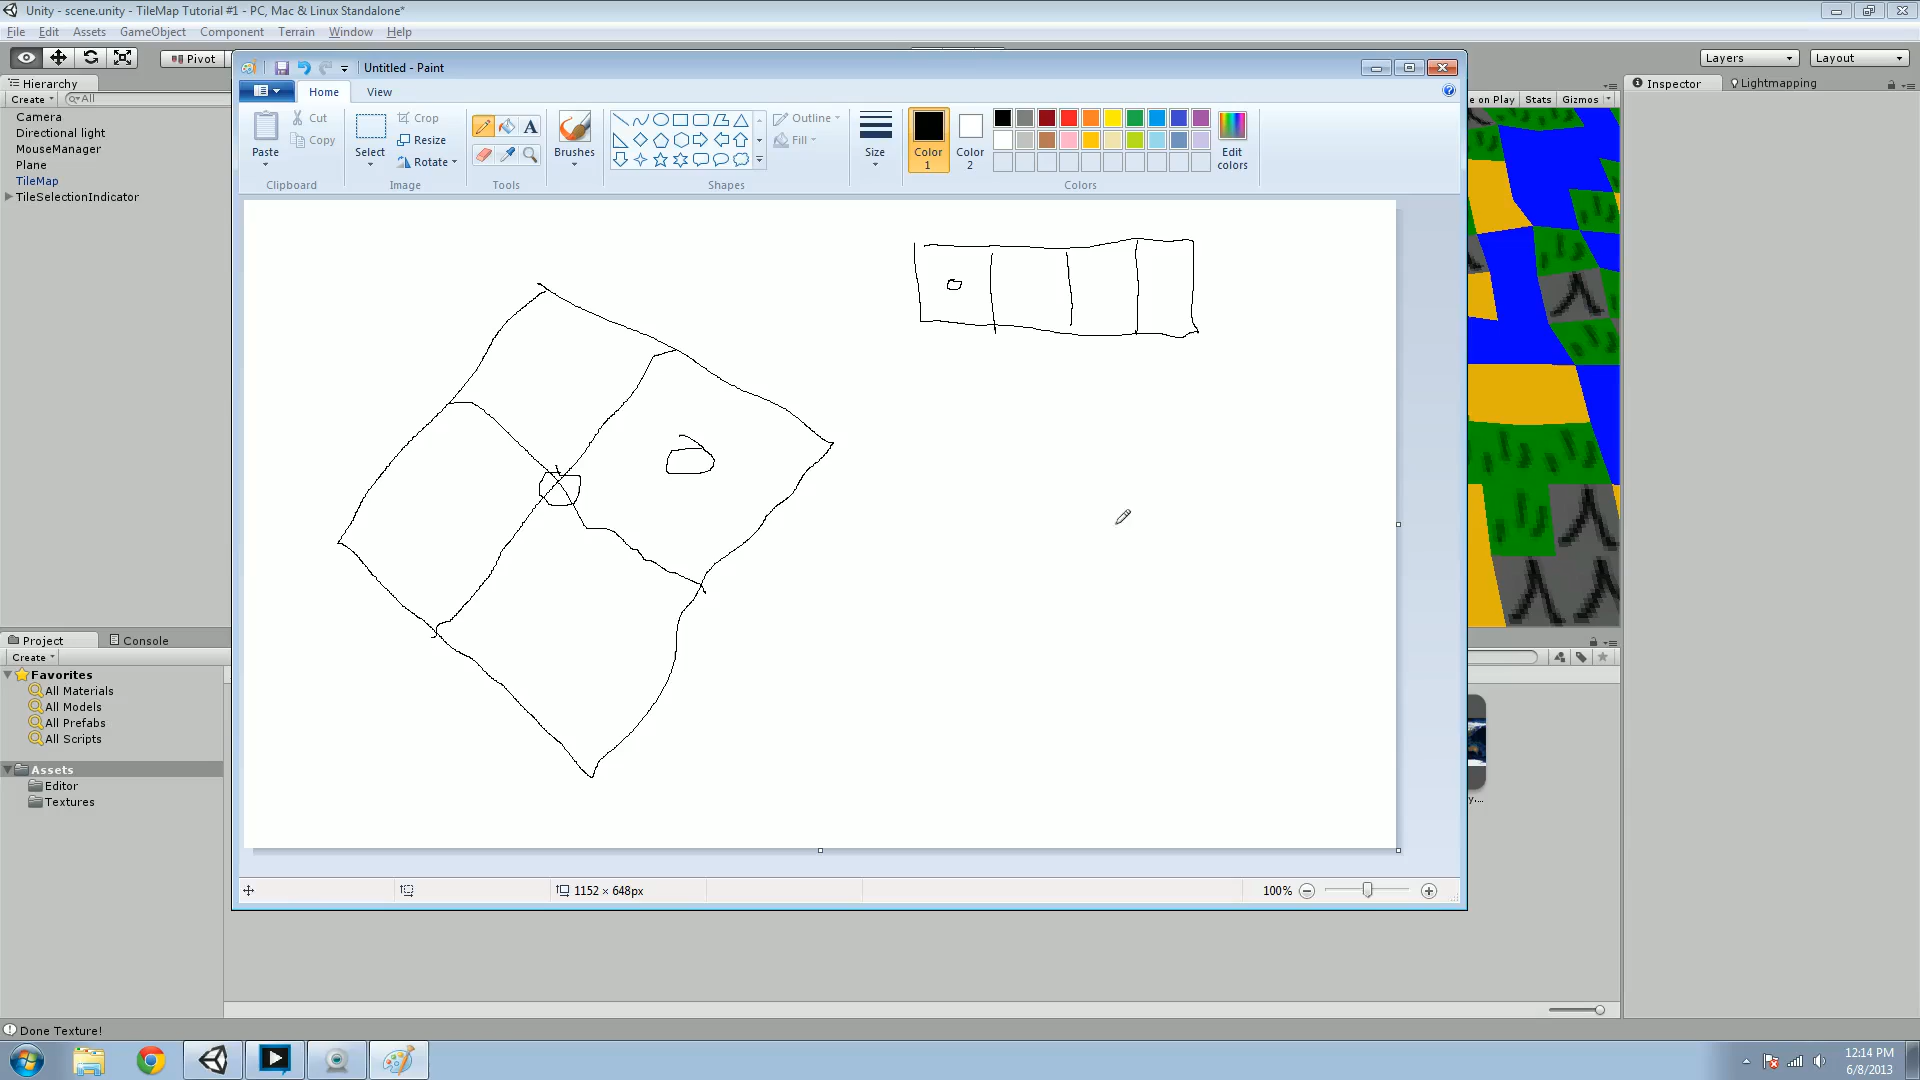 Unity - scene.unity - TileMap Tutorial #1 - PC, Mac & Linux Standalone*
File Edit Assets GameObject Component Terrain Window Help
Pivot
Layers
Layout
Hierarchy
Create
All
Camera
Directional light
MouseManager
Plane
TileMap
TileSelectionIndicator
Untitled - Paint
Home View
Paste
Cut
Copy
Clipboard
Select
Crop
Resize
Rotate
Image
Tools
Brushes
Shapes
Outline
Fill
Size
Color 1
Color 2
Edit colors
Colors
1152 × 648px
100%
Inspector
Lightmapping
e on Play Stats Gizmos
Project
Console
Create
Favorites
All Materials
All Models
All Prefabs
All Scripts
Assets
Editor
Textures
y,...
Done Texture!
12:14 PM
6/8/2013